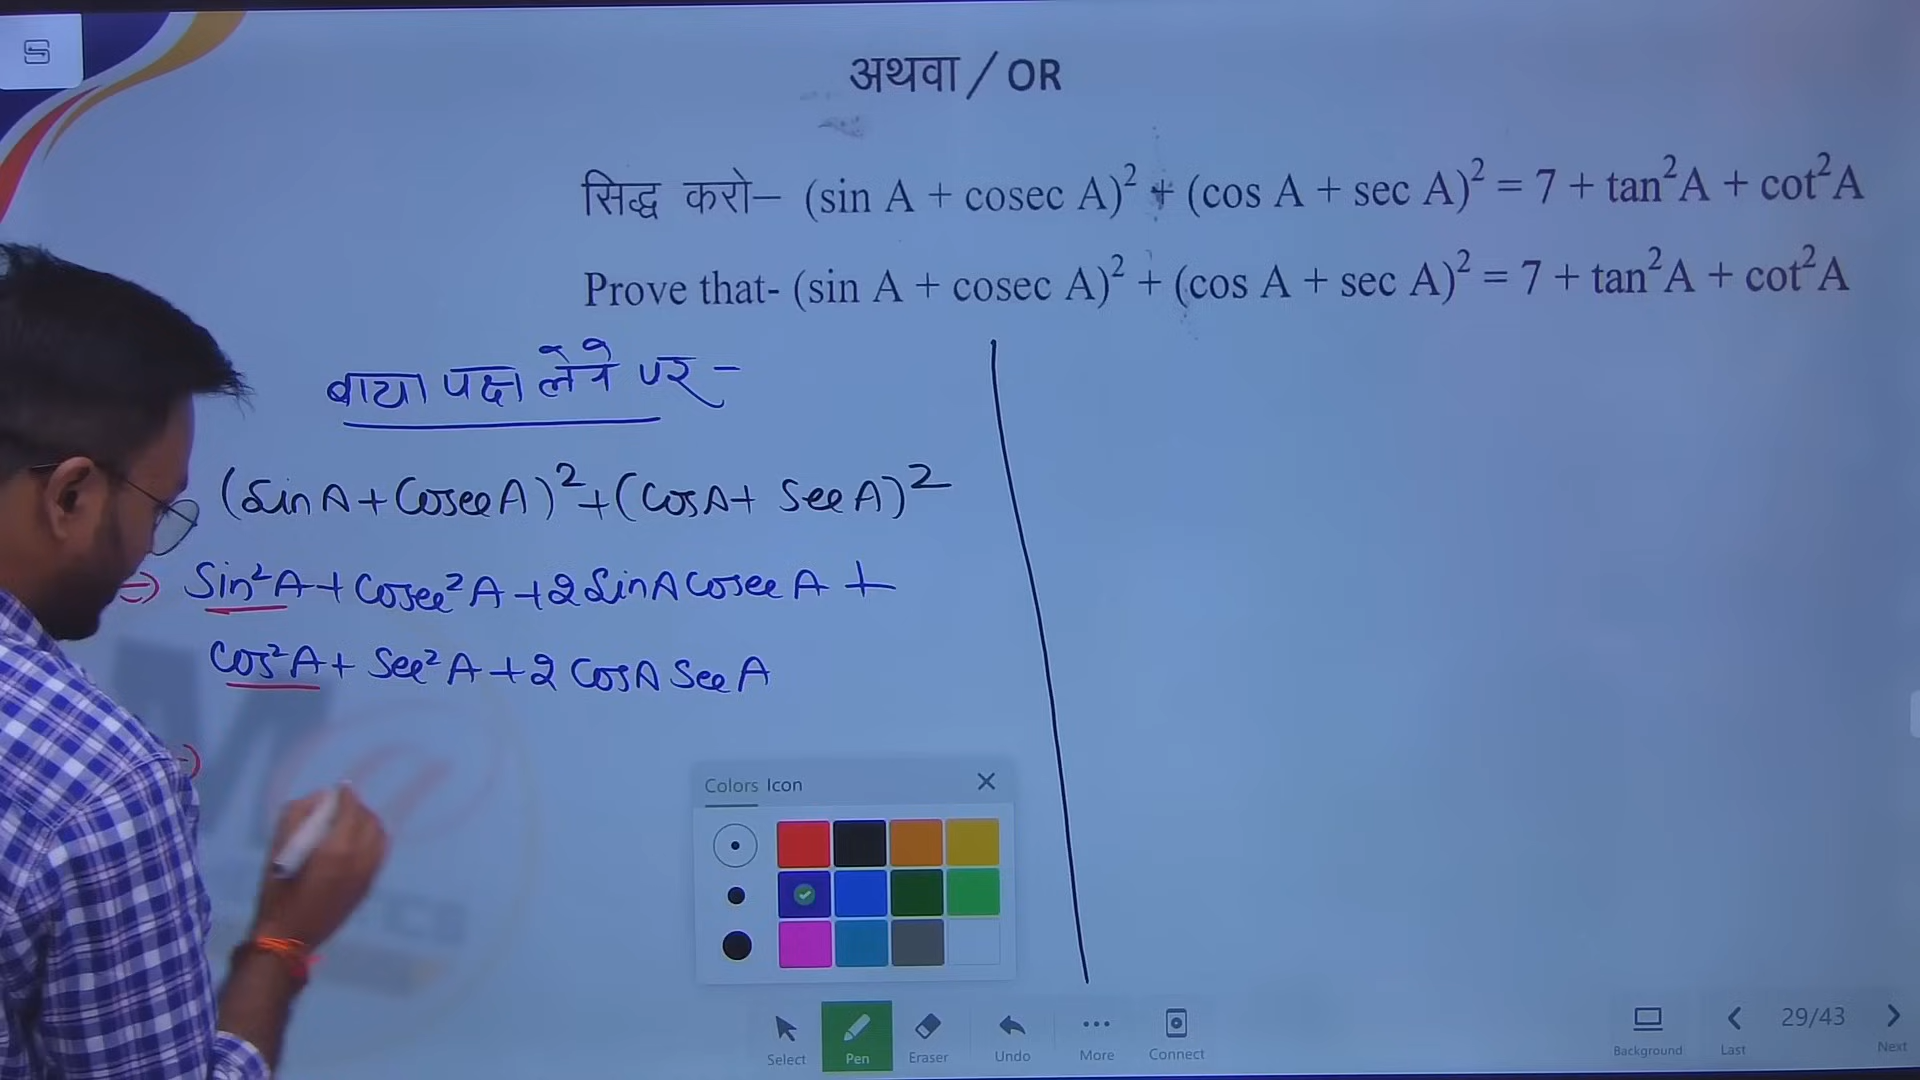 अथवा / OR
सिद्ध करो– (sin A + cosec A)² + (cos A + sec A)² = 7 + tan²A + cot²A
Prove that- (sin A + cosec A)² + (cos A + sec A)² = 7 + tan²A + cot²A
बाया पक्ष लेने पर –
(sin A + Cosec A)² + (Cos A + Sec A)²
⇒ Sin²A + Cosec²A + 2 Sin A Cosec A +
Cos²A + Sec²A + 2 Cos A Sec A
Colors Icon
Select
Pen
Eraser
Undo
More
Connect
Background
Last
29/43
Next